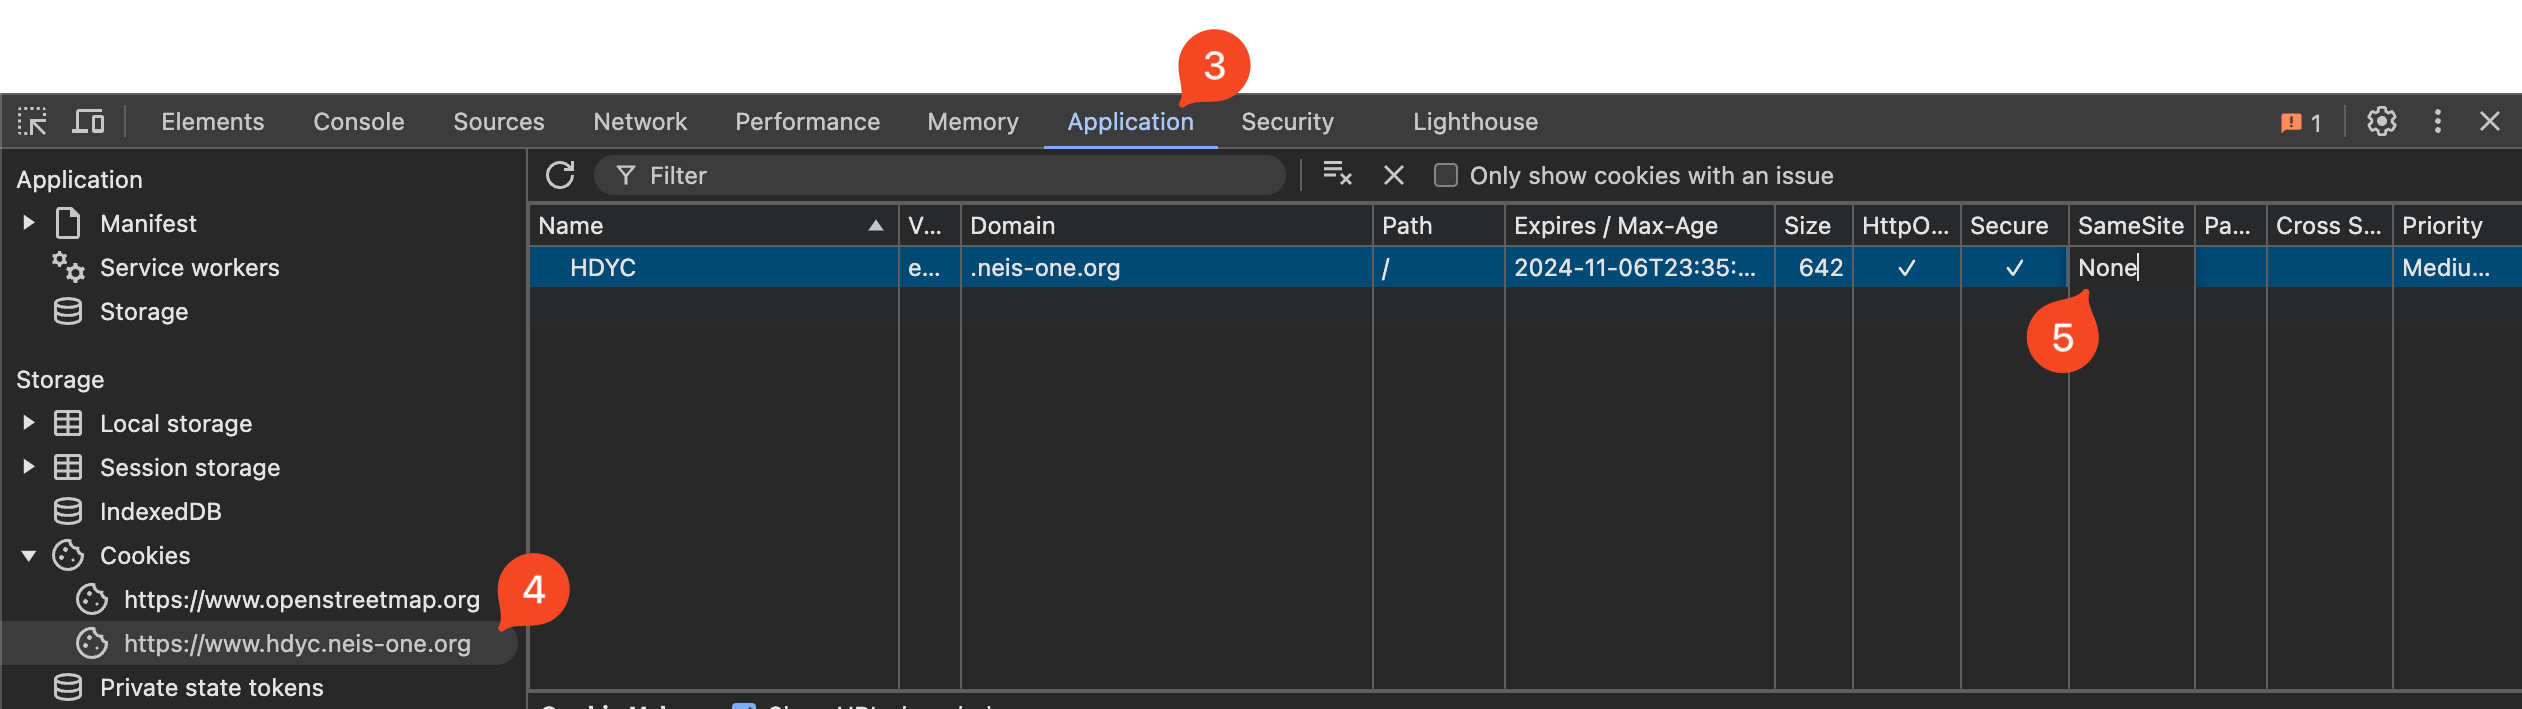 3
Elements Console Sources Network Performance Memory Application Security Lighthouse 1
Application
Manifest
Service workers
Storage
Storage
Local storage
Session storage
IndexedDB
Cookies
https://www.openstreetmap.org
4
https://www.hdyc.neis-one.org
Private state tokens
Filter Only show cookies with an issue
Name V... Domain Path Expires / Max-Age Size HttpO... Secure SameSite Pa... Cross S... Priority
HDYC e... .neis-one.org / 2024-11-06T23:35:... 642 ✓ ✓ None Mediu...
5